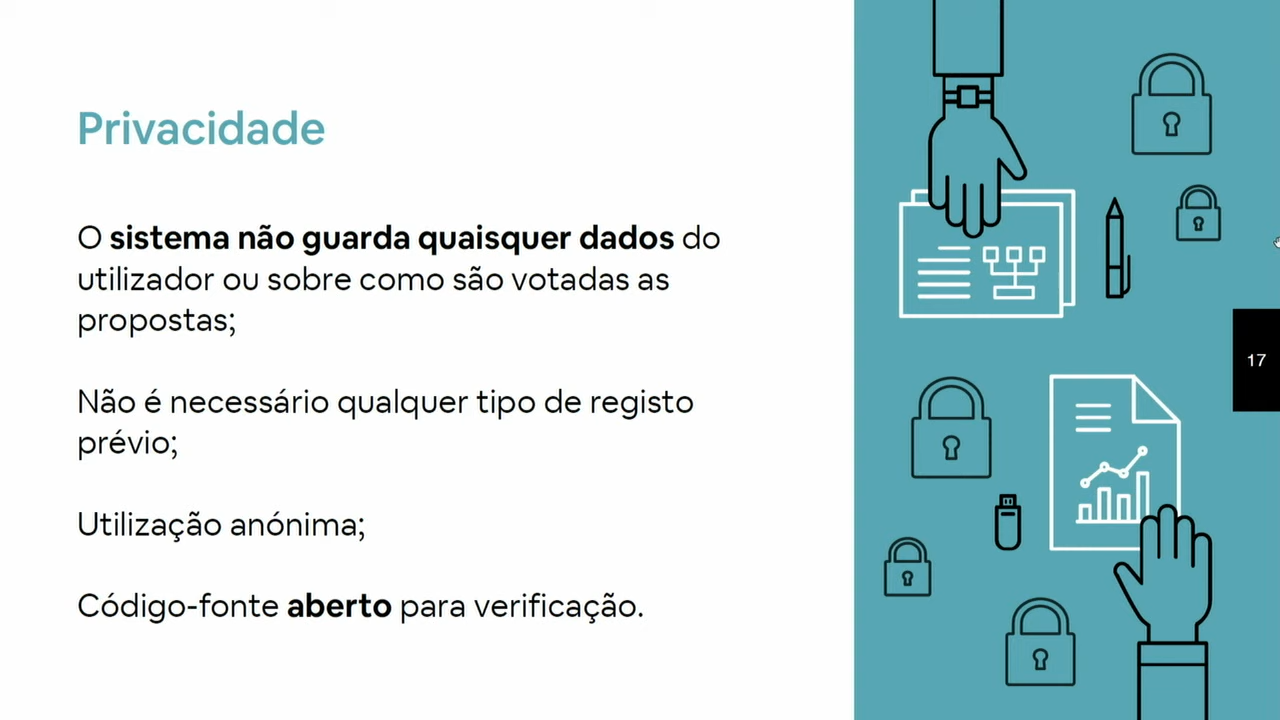 Privacidade
O sistema não guarda quaisquer dados do
utilizador ou sobre como são votadas as
propostas;
Não é necessário qualquer tipo de registo
prévio;
Utilização anónima;
Código-fonte aberto para verificação.
17